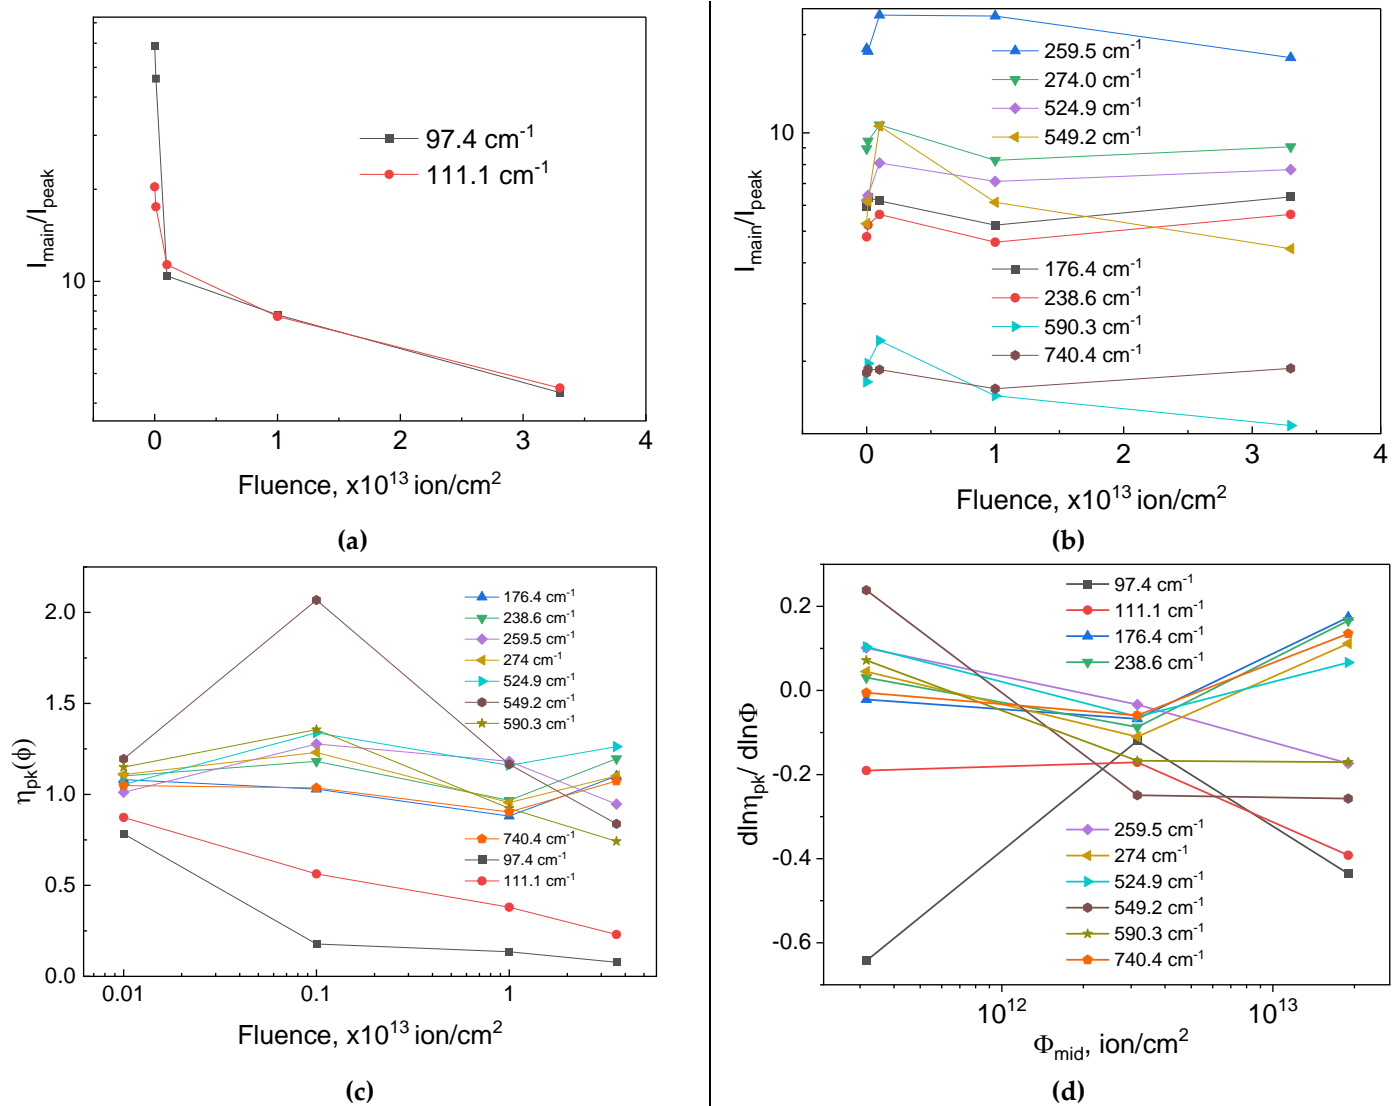 I_main/I_peak
10
97.4 cm⁻¹
111.1 cm⁻¹
0 1 2 3 4
Fluence, x10¹³ ion/cm²
(a)
I_main/I_peak
10
259.5 cm⁻¹
274.0 cm⁻¹
524.9 cm⁻¹
549.2 cm⁻¹
176.4 cm⁻¹
238.6 cm⁻¹
590.3 cm⁻¹
740.4 cm⁻¹
0 1 2 3 4
Fluence, x10¹³ ion/cm²
(b)
η_pk(ϕ)
2.0
1.5
1.0
0.5
0.0
176.4 cm⁻¹
238.6 cm⁻¹
259.5 cm⁻¹
274 cm⁻¹
524.9 cm⁻¹
549.2 cm⁻¹
590.3 cm⁻¹
740.4 cm⁻¹
97.4 cm⁻¹
111.1 cm⁻¹
0.01 0.1 1
Fluence, x10¹³ ion/cm²
(c)
dlnη_pk/ dlnΦ
0.2
0.0
-0.2
-0.4
-0.6
97.4 cm⁻¹
111.1 cm⁻¹
176.4 cm⁻¹
238.6 cm⁻¹
259.5 cm⁻¹
274 cm⁻¹
524.9 cm⁻¹
549.2 cm⁻¹
590.3 cm⁻¹
740.4 cm⁻¹
10¹² 10¹³
Φ_mid, ion/cm²
(d)